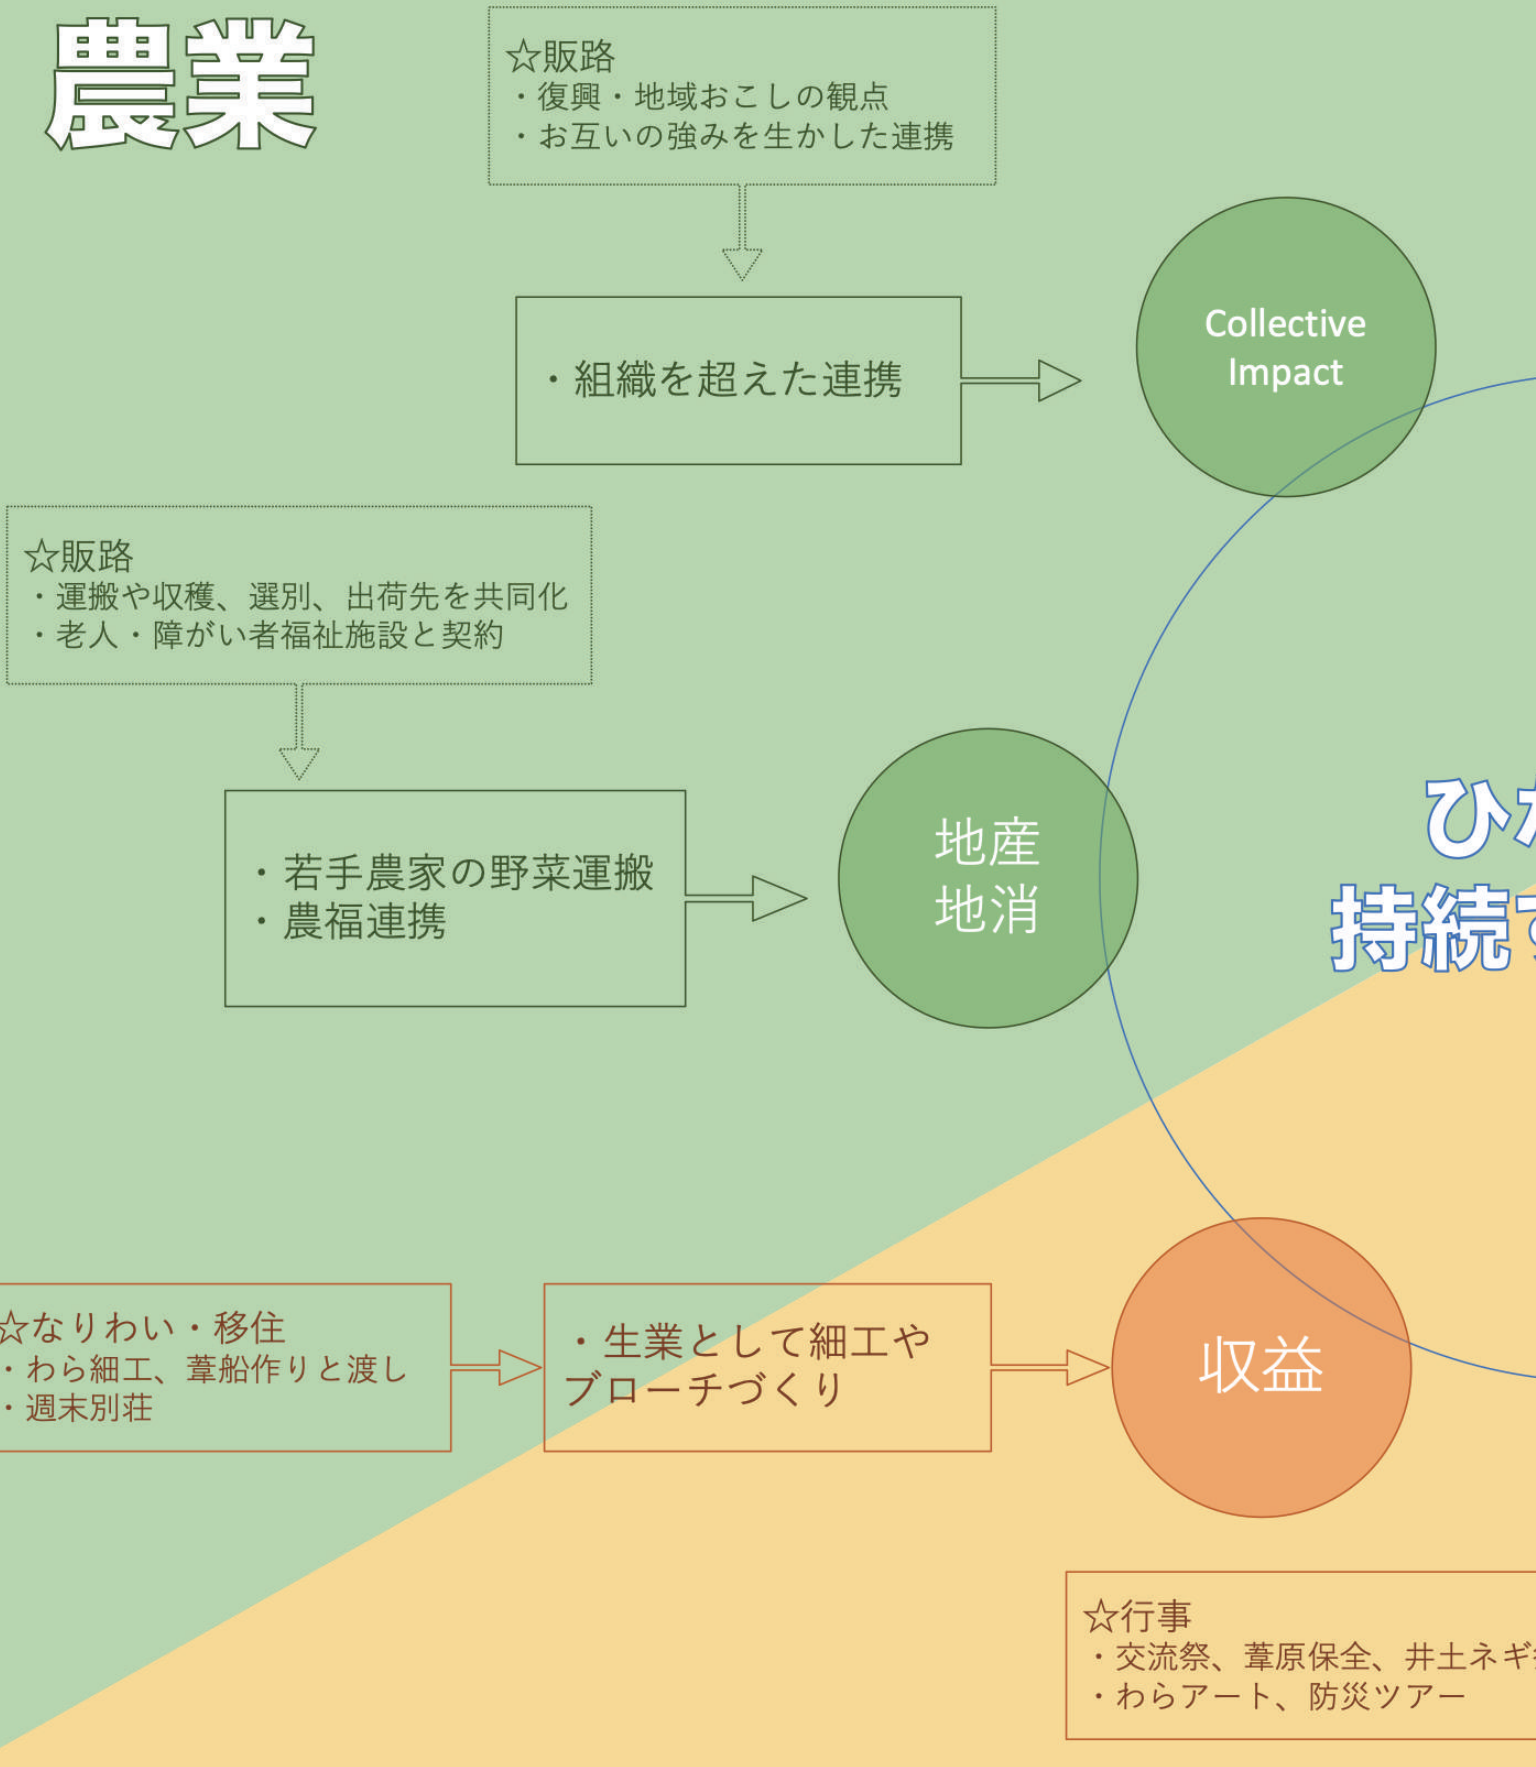 農業
☆販路
・復興・地域おこしの観点
・お互いの強みを生かした連携
・組織を超えた連携
Collective
Impact
☆販路
・運搬や収穫、選別、出荷先を共同化
・老人・障がい者福祉施設と契約
・若手農家の野菜運搬
・農福連携
地産
地消
ひ
持続す
☆なりわい・移住
・わら細工、葦船作りと渡し
・週末別荘
・生業として細工や
ブローチづくり
収益
☆行事
・交流祭、葦原保全、井土ネギ
・わらアート、防災ツアー